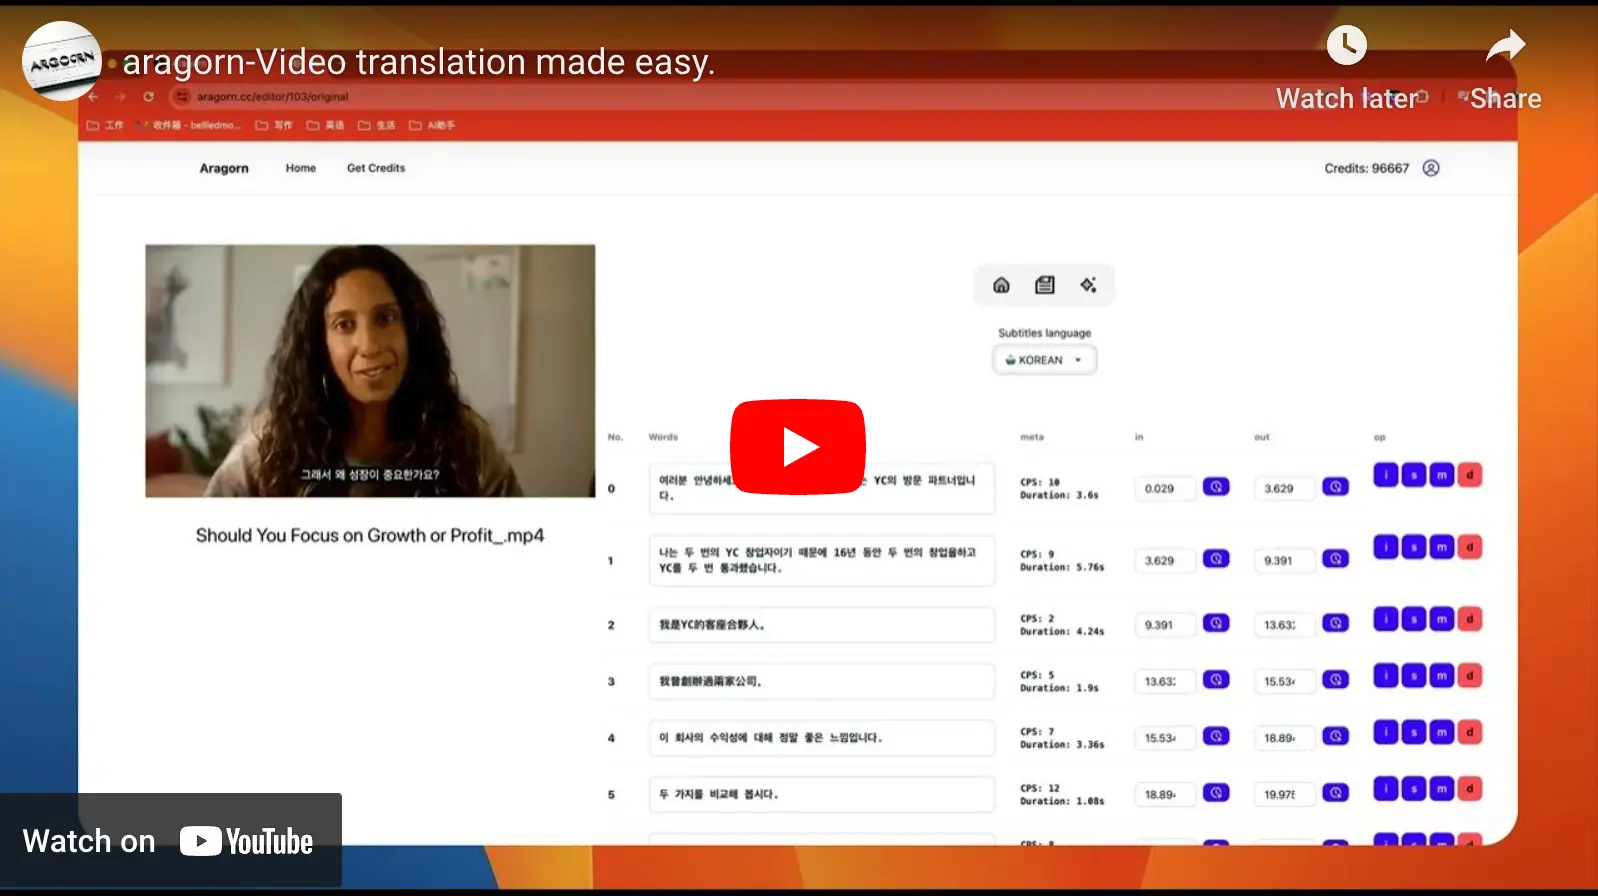 ARGOCRN
aragorn-Video translation made easy.
Watch later
Share
aragorn.cc/editor/103/original
工作
收件箱 - bellledmo...
写作
英语
生活
AI助手
Aragorn
Home
Get Credits
Credits: 96667
그래서 왜 성장이 중요한가요?
Should You Focus on Growth or Profit_.mp4
Subtitles language
KOREAN
No.
Words
meta
in
out
op
0
여러분 안녕하세
YC의 방문 파트너입니
다.
CPS: 10
Duration: 3.6s
0.029
3.629
i
s
m
d
1
나는 두 번의 YC 창업자이기 때문에 16년 동안 두 번의 창업을하고
YC를 두 번 통과했습니다.
CPS: 9
Duration: 5.76s
3.629
9.391
i
s
m
d
2
我是YC的客座合夥人。
CPS: 2
Duration: 4.24s
9.391
13.63
i
s
m
d
3
我曾創辦過兩家公司。
CPS: 5
Duration: 1.9s
13.63
15.53
i
s
m
d
4
이 회사의 수익성에 대해 정말 좋은 느낌입니다.
CPS: 7
Duration: 3.36s
15.53
18.89
i
s
m
d
5
두 가지를 비교해 봅시다.
CPS: 12
Duration: 1.08s
18.89
19.97
i
s
m
d
Watch on YouTube